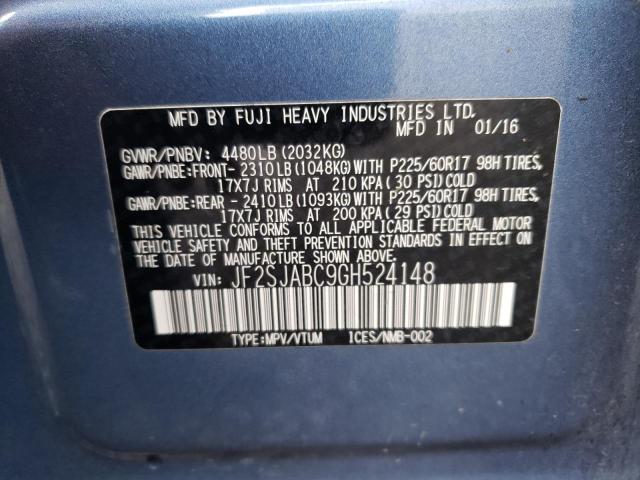 MFD BY FUJI HEAVY INDUSTRIES LTD.
MFD IN 01/16
GVWR/PNBV: 4480LB (2032KG)
GAWR/PNBE:FRONT- 2310LB (1048KG) WITH P225/60R17 98H TIRES,
17X7J RIMS AT 210 KPA (30 PSI) COLD
GAWR/PNBE:REAR - 2410LB (1093KG) WITH P225/60R17 98H TIRES,
17X7J RIMS AT 200 KPA (29 PSI) COLD
THIS VEHICLE CONFORMS TO ALL APPLICABLE FEDERAL MOTOR
VEHICLE SAFETY AND THEFT PREVENTION STANDARDS IN EFFECT ON
THE DATE OF MANUFACTURE SHOWN ABOVE.
VIN: JF2SJABC9GH524148
TYPE:MPV/VTUM ICES/NMB-002